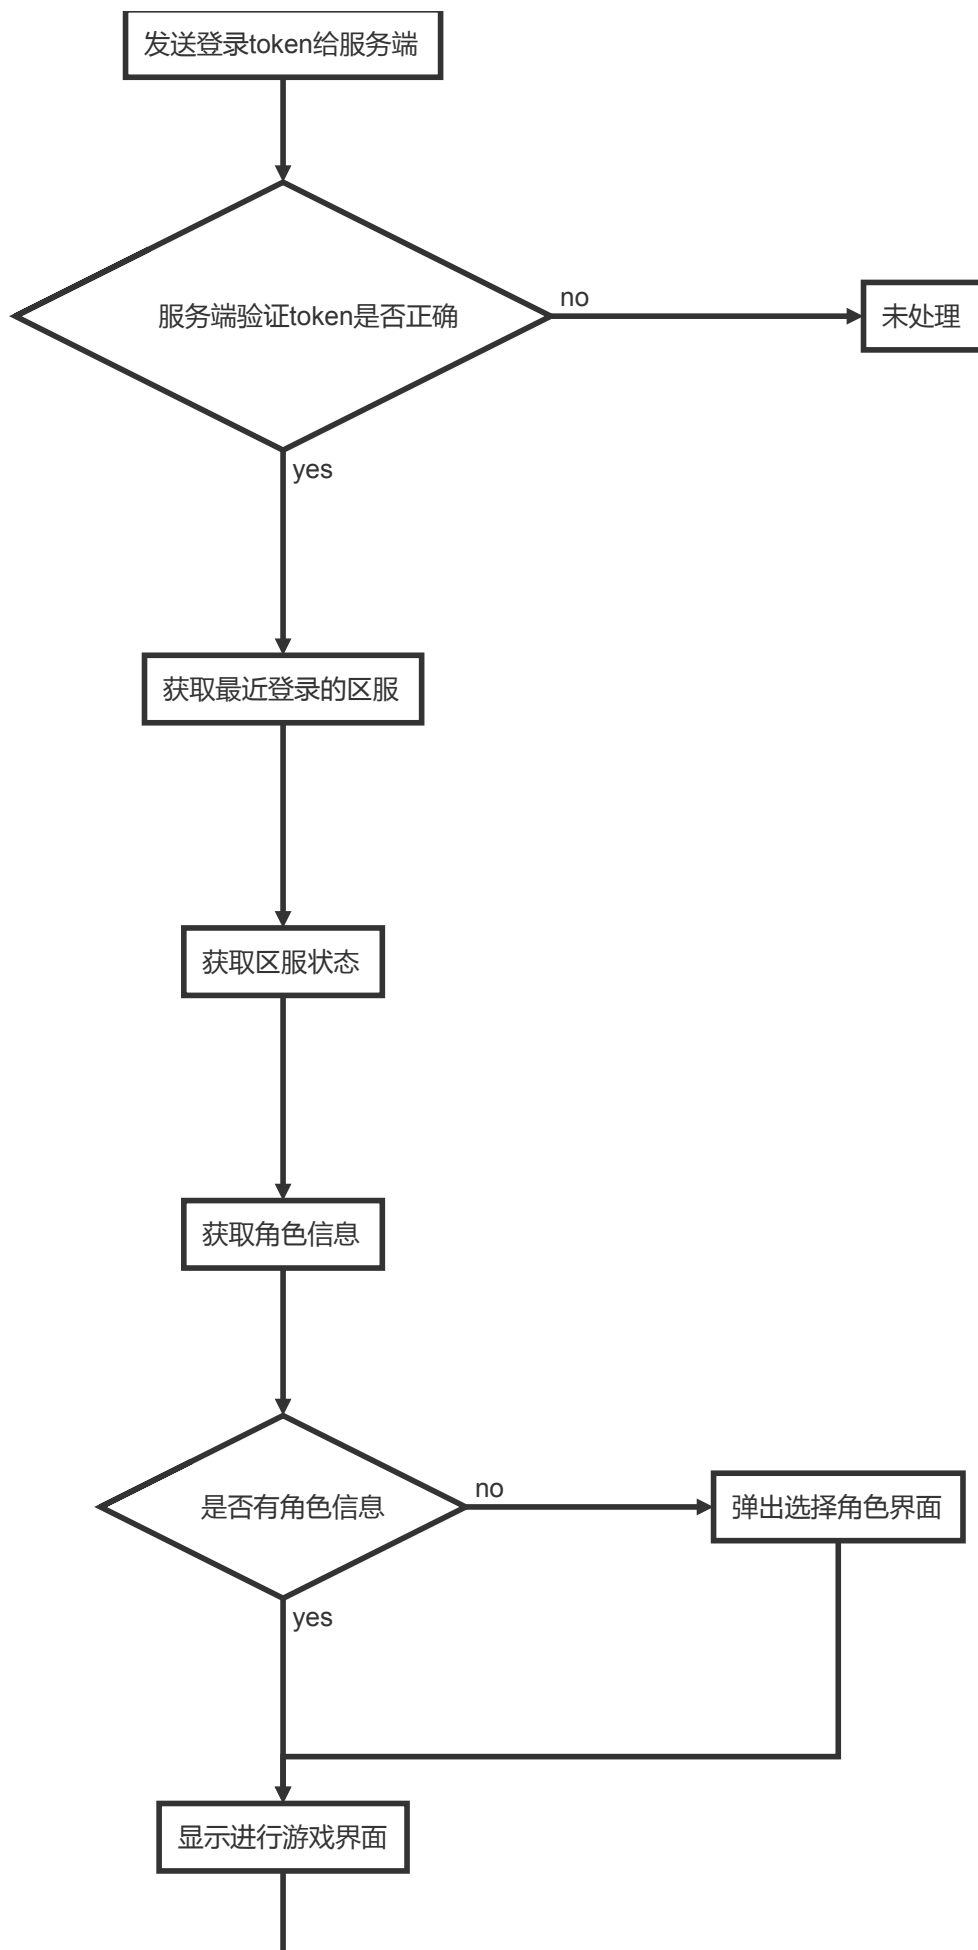 发送登录token给服务端
服务端验证token是否正确
no
未处理
yes
获取最近登录的区服
获取区服状态
获取角色信息
是否有角色信息
no
弹出选择角色界面
yes
显示进行游戏界面